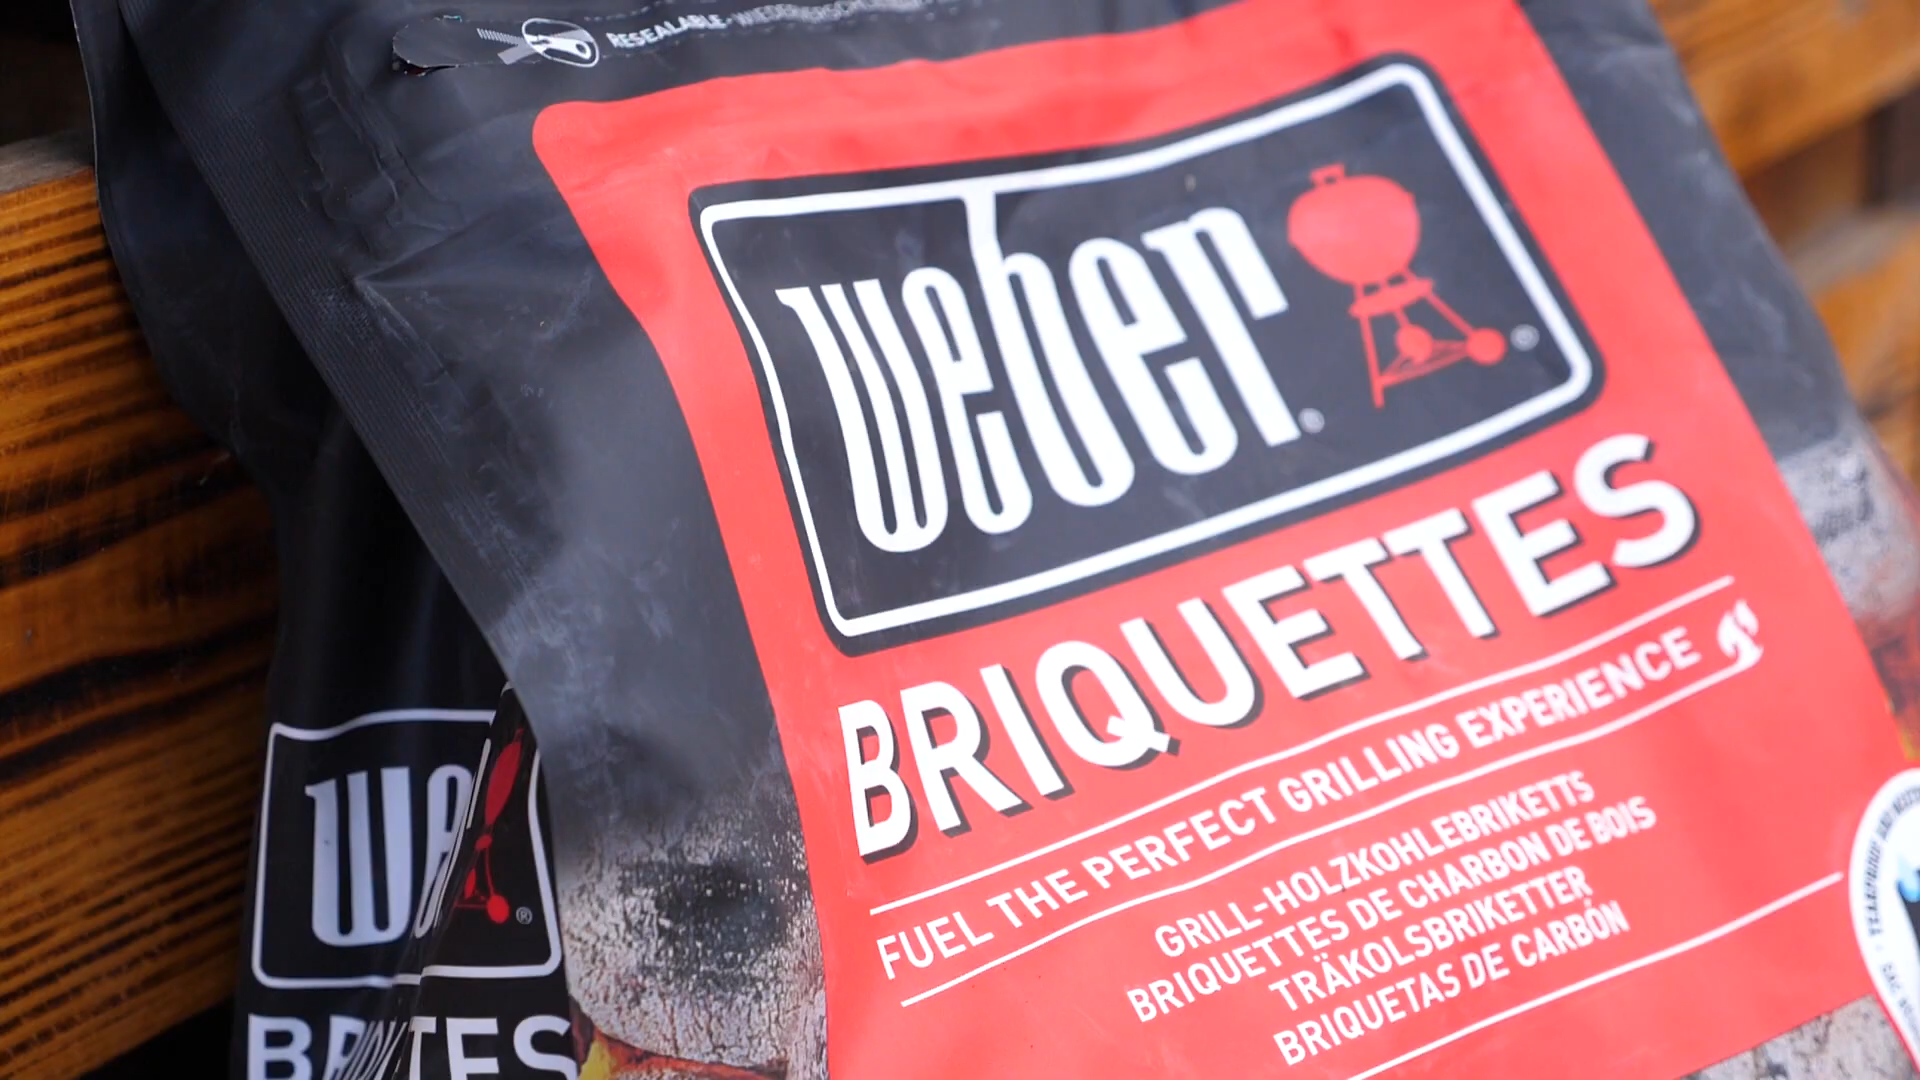 RESEALABLE
weber
BRIQUETTES
FUEL THE PERFECT GRILLING EXPERIENCE
GRILL-HOLZKOHLEBRIKETTS
BRIQUETTES DE CHARBON DE BOIS
TRÄKOLSBRIKETTER
BRIQUETAS DE CARBÓN